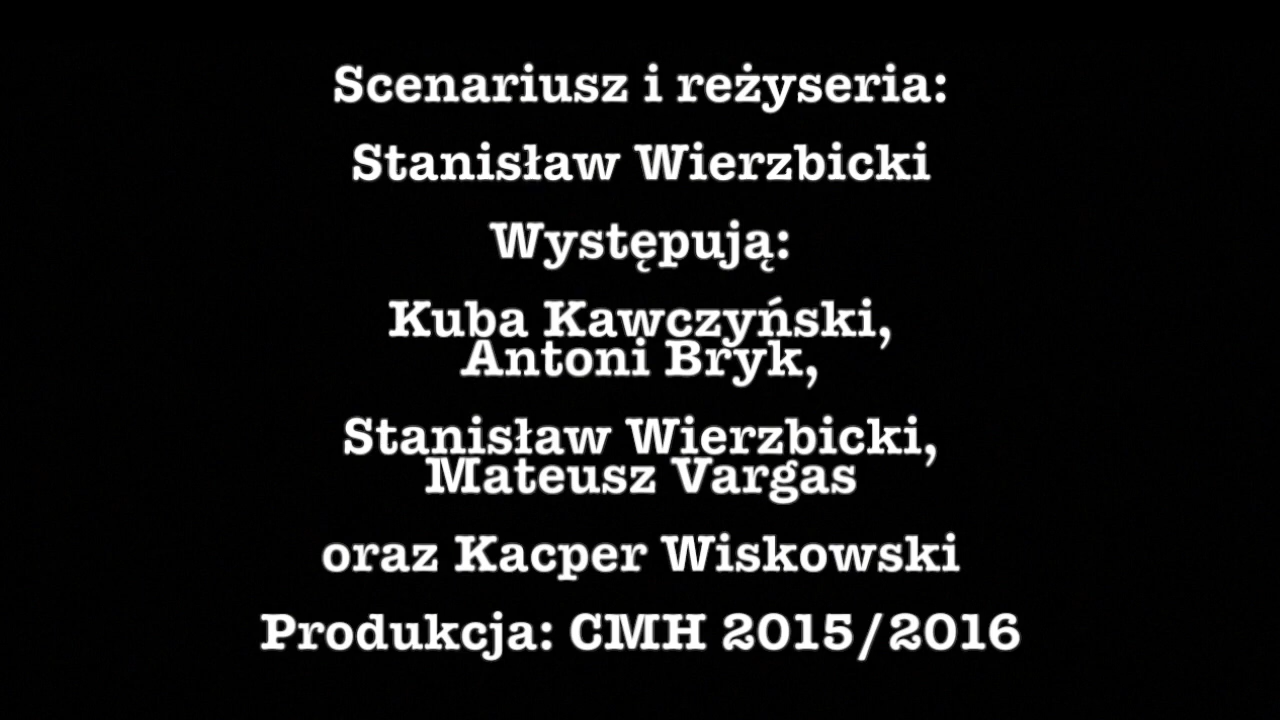 Scenariusz i reżyseria:
Stanisław Wierzbicki
Występują:
Kuba Kawczyński,
Antoni Bryk,
Stanisław Wierzbicki,
Mateusz Vargas
oraz Kacper Wiskowski
Produkcja: CMH 2015/2016